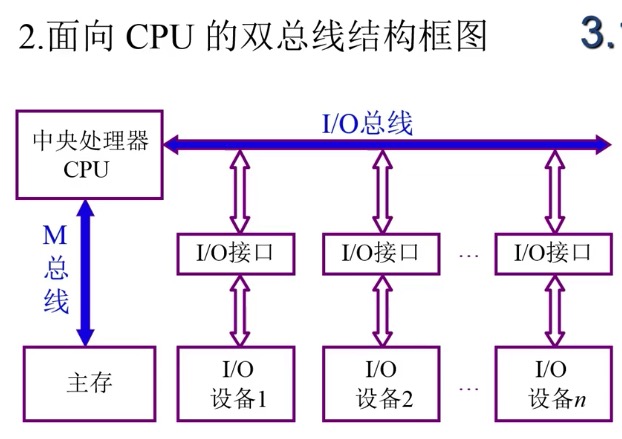 2.面向 CPU 的双总线结构框图
3.
中央处理器
CPU
I/O总线
M
总
线
I/O接口
I/O接口
…
I/O接口
主存
I/O
设备1
I/O
设备2
…
I/O
设备n